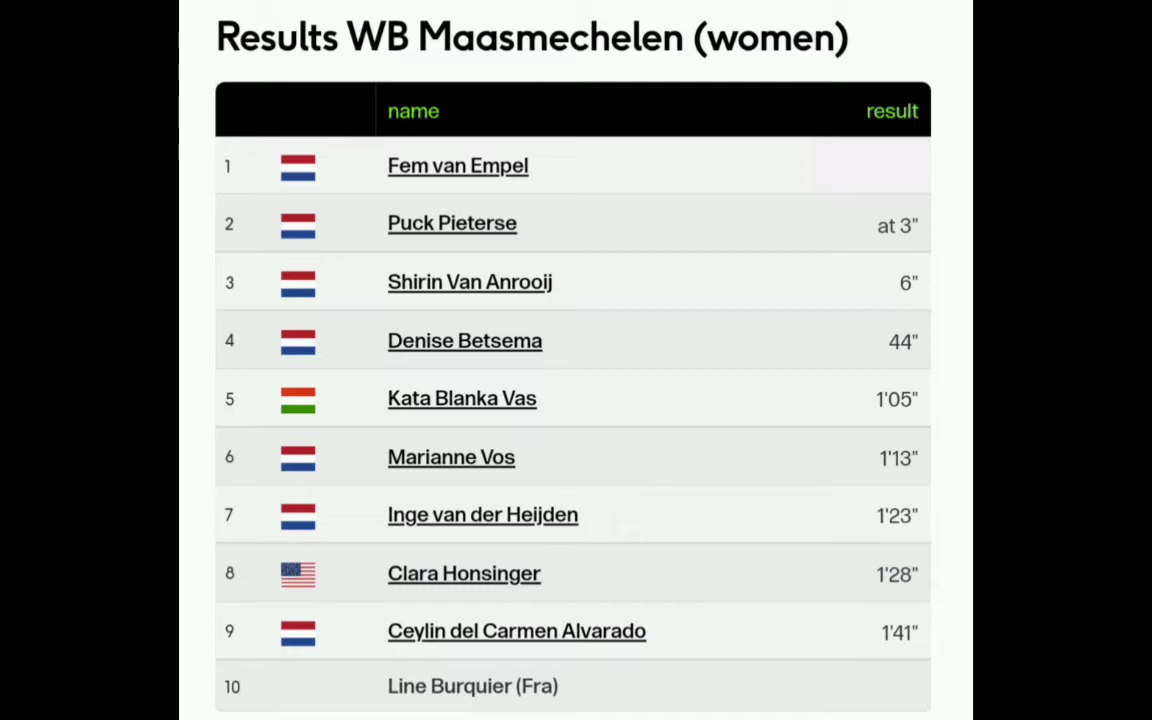 Results WB Maasmechelen (women)
name result
1 Fem van Empel
2 Puck Pieterse at 3"
3 Shirin Van Anrooij 6"
4 Denise Betsema 44"
5 Kata Blanka Vas 1'05"
6 Marianne Vos 1'13"
7 Inge van der Heijden 1'23"
8 Clara Honsinger 1'28"
9 Ceylin del Carmen Alvarado 1'41"
10 Line Burquier (Fra)